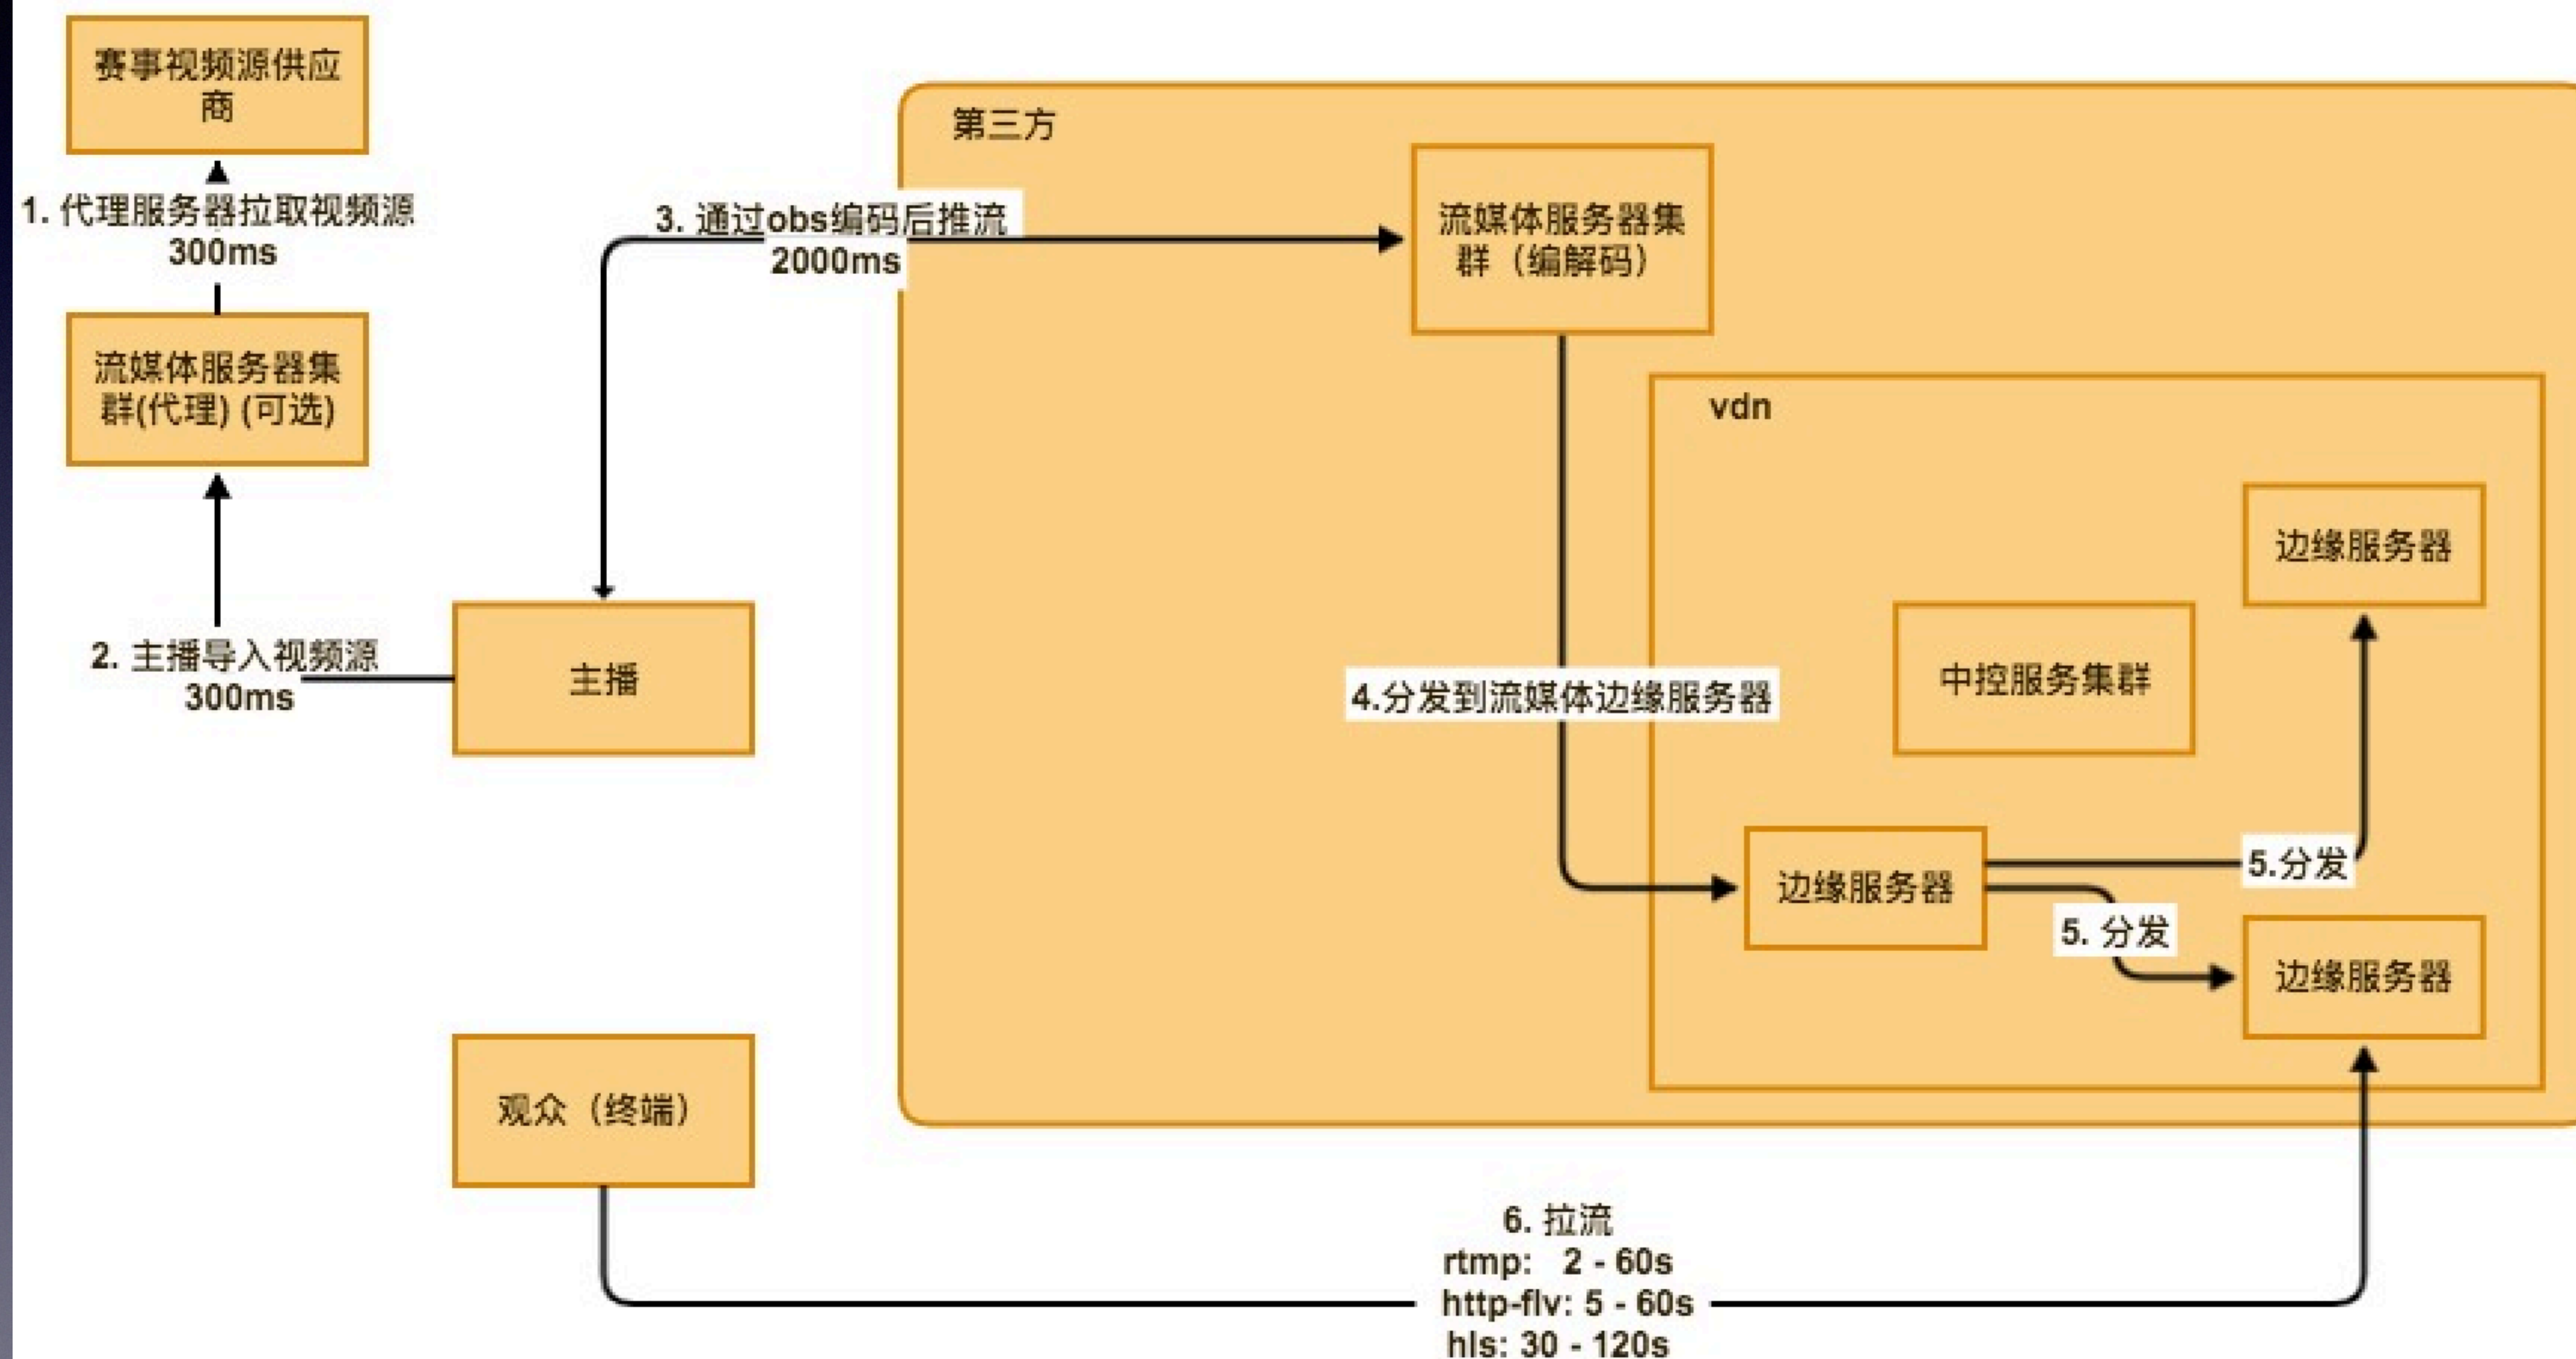 赛事视频源供应
商
1. 代理服务器拉取视频源
300ms
流媒体服务器集
群(代理) (可选)
2. 主播导入视频源
300ms
主播
3. 通过obs编码后推流
2000ms
第三方
流媒体服务器集
群（编解码）
vdn
边缘服务器
中控服务集群
4.分发到流媒体边缘服务器
边缘服务器
5.分发
5. 分发
边缘服务器
观众（终端）
6. 拉流
rtmp: 2 - 60s
http-flv: 5 - 60s
hls: 30 - 120s